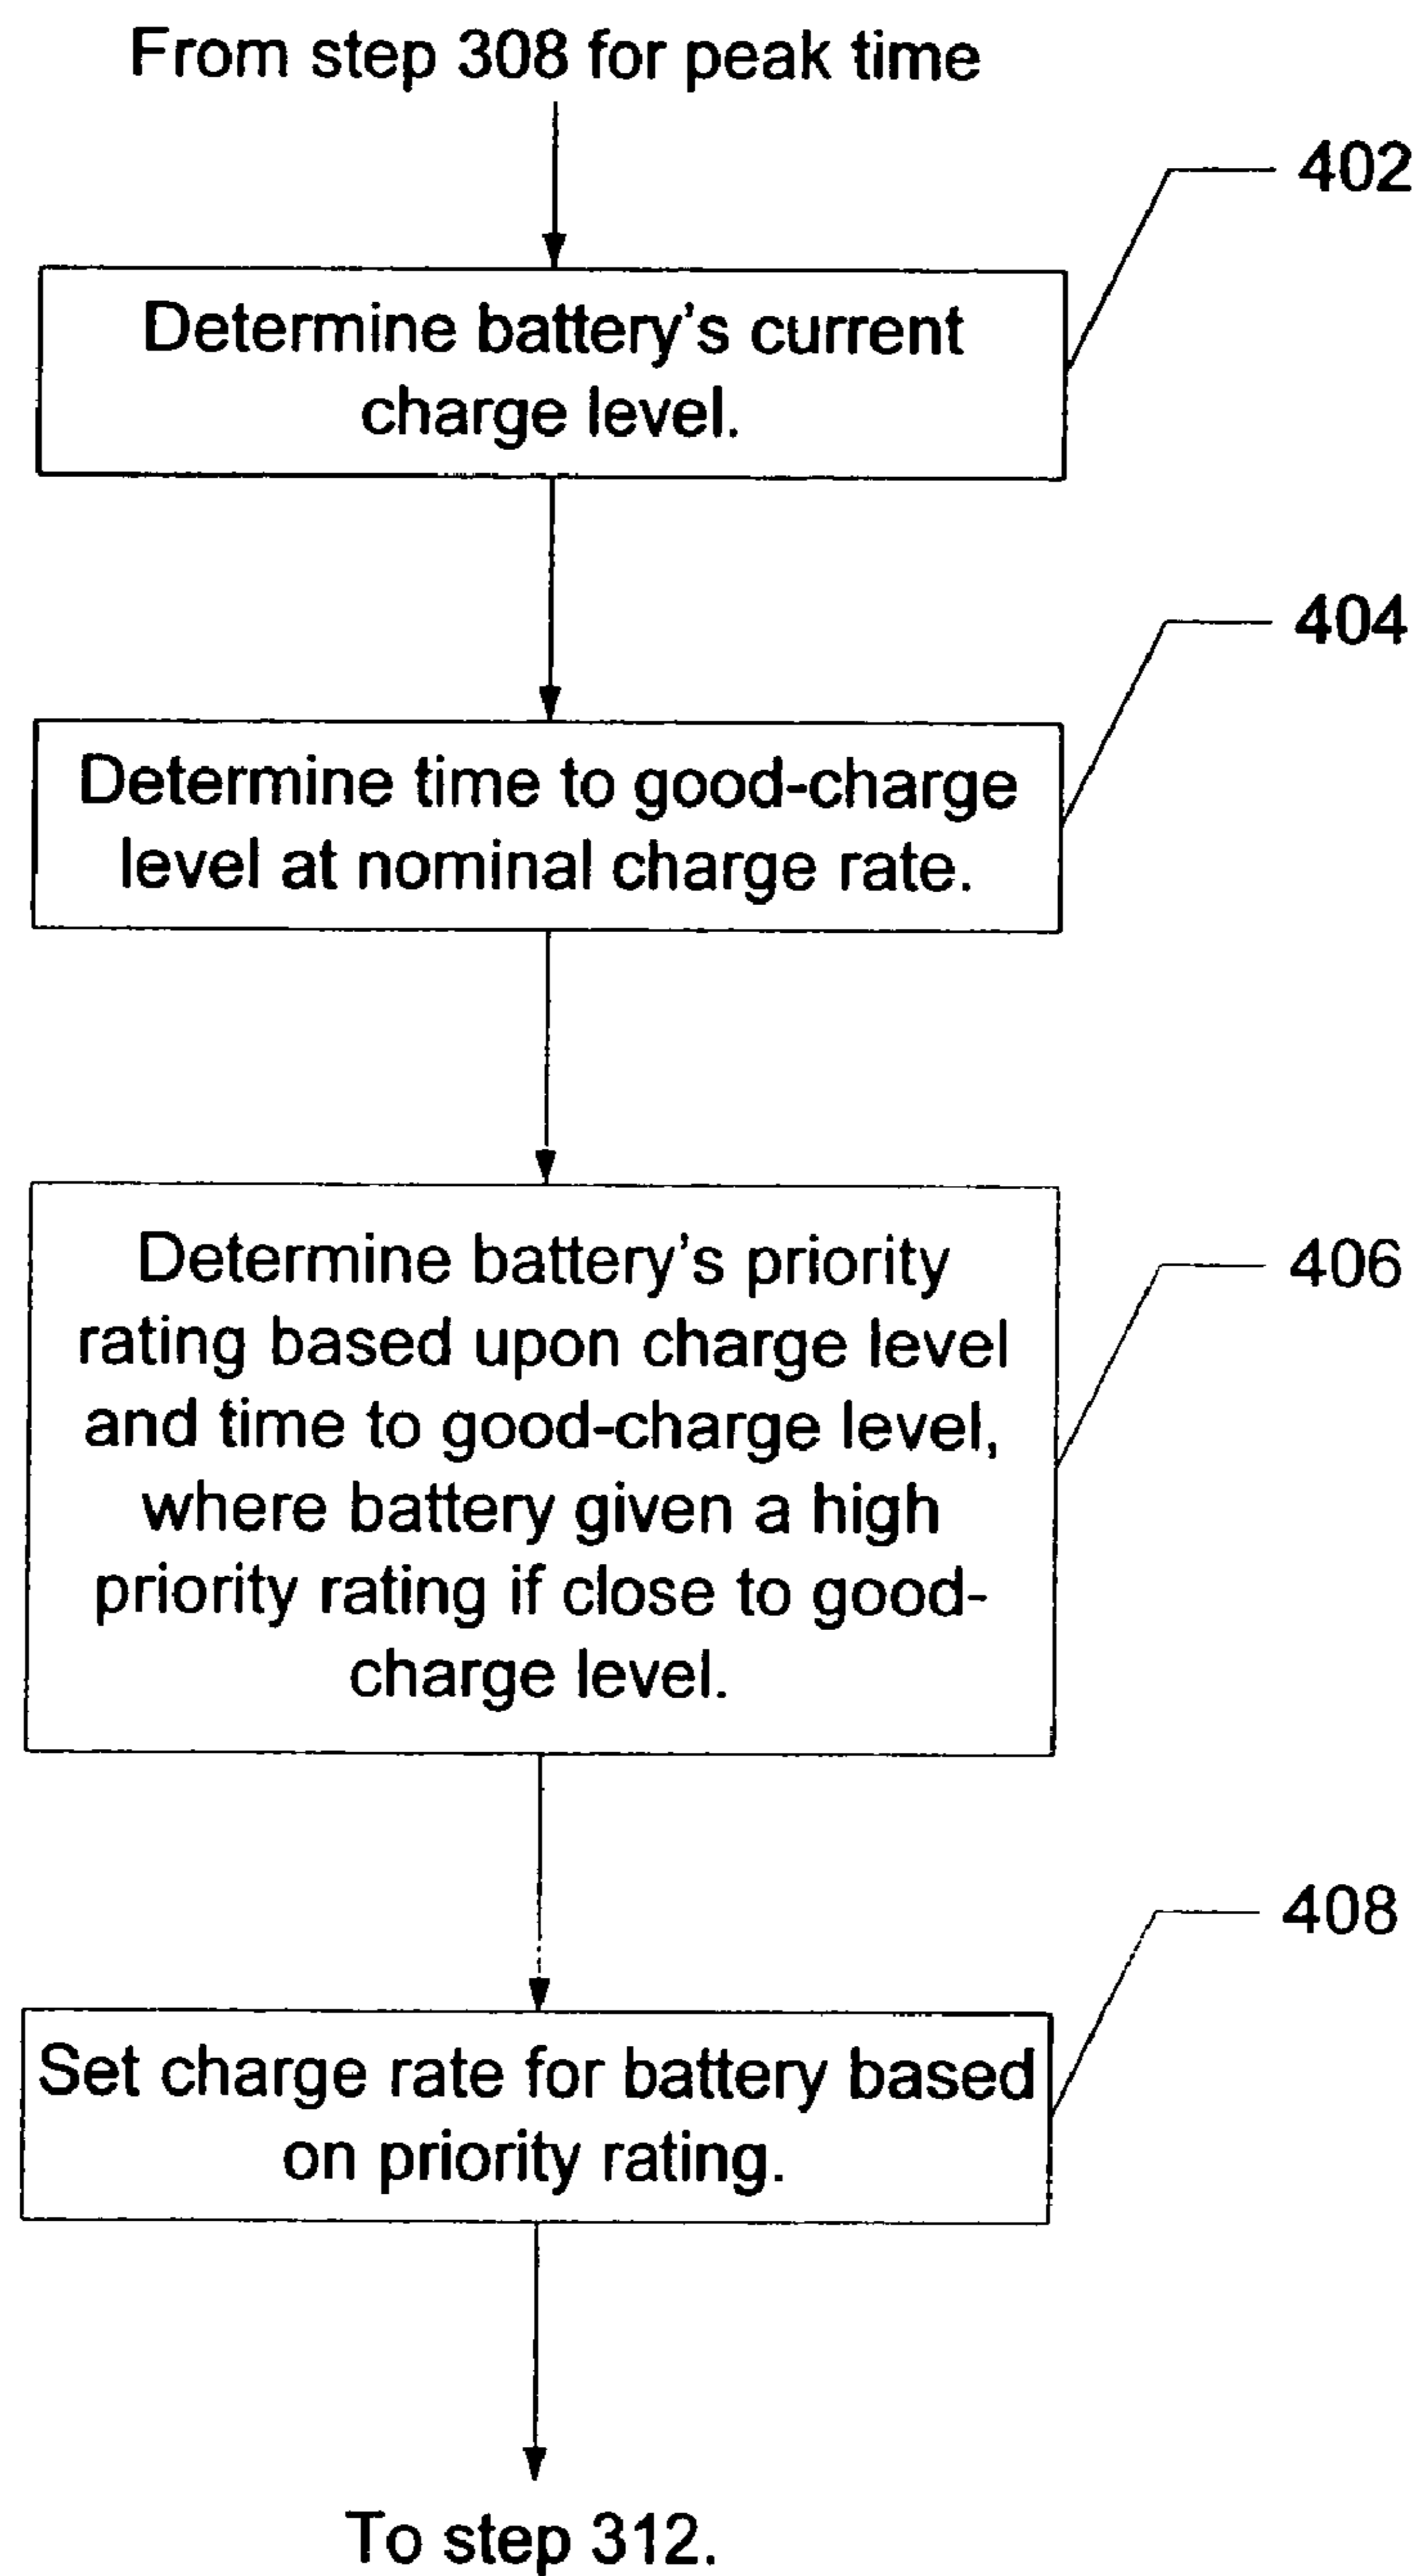 From step 308 for peak time
402
Determine battery's current
charge level.
404
Determine time to good-charge
level at nominal charge rate.
Determine battery's priority
406
rating based upon charge level
and time to good-charge level,
where battery given a high
priority rating if close to good-
charge level.
408
Set charge rate for battery based
on priority rating.
To step 312.